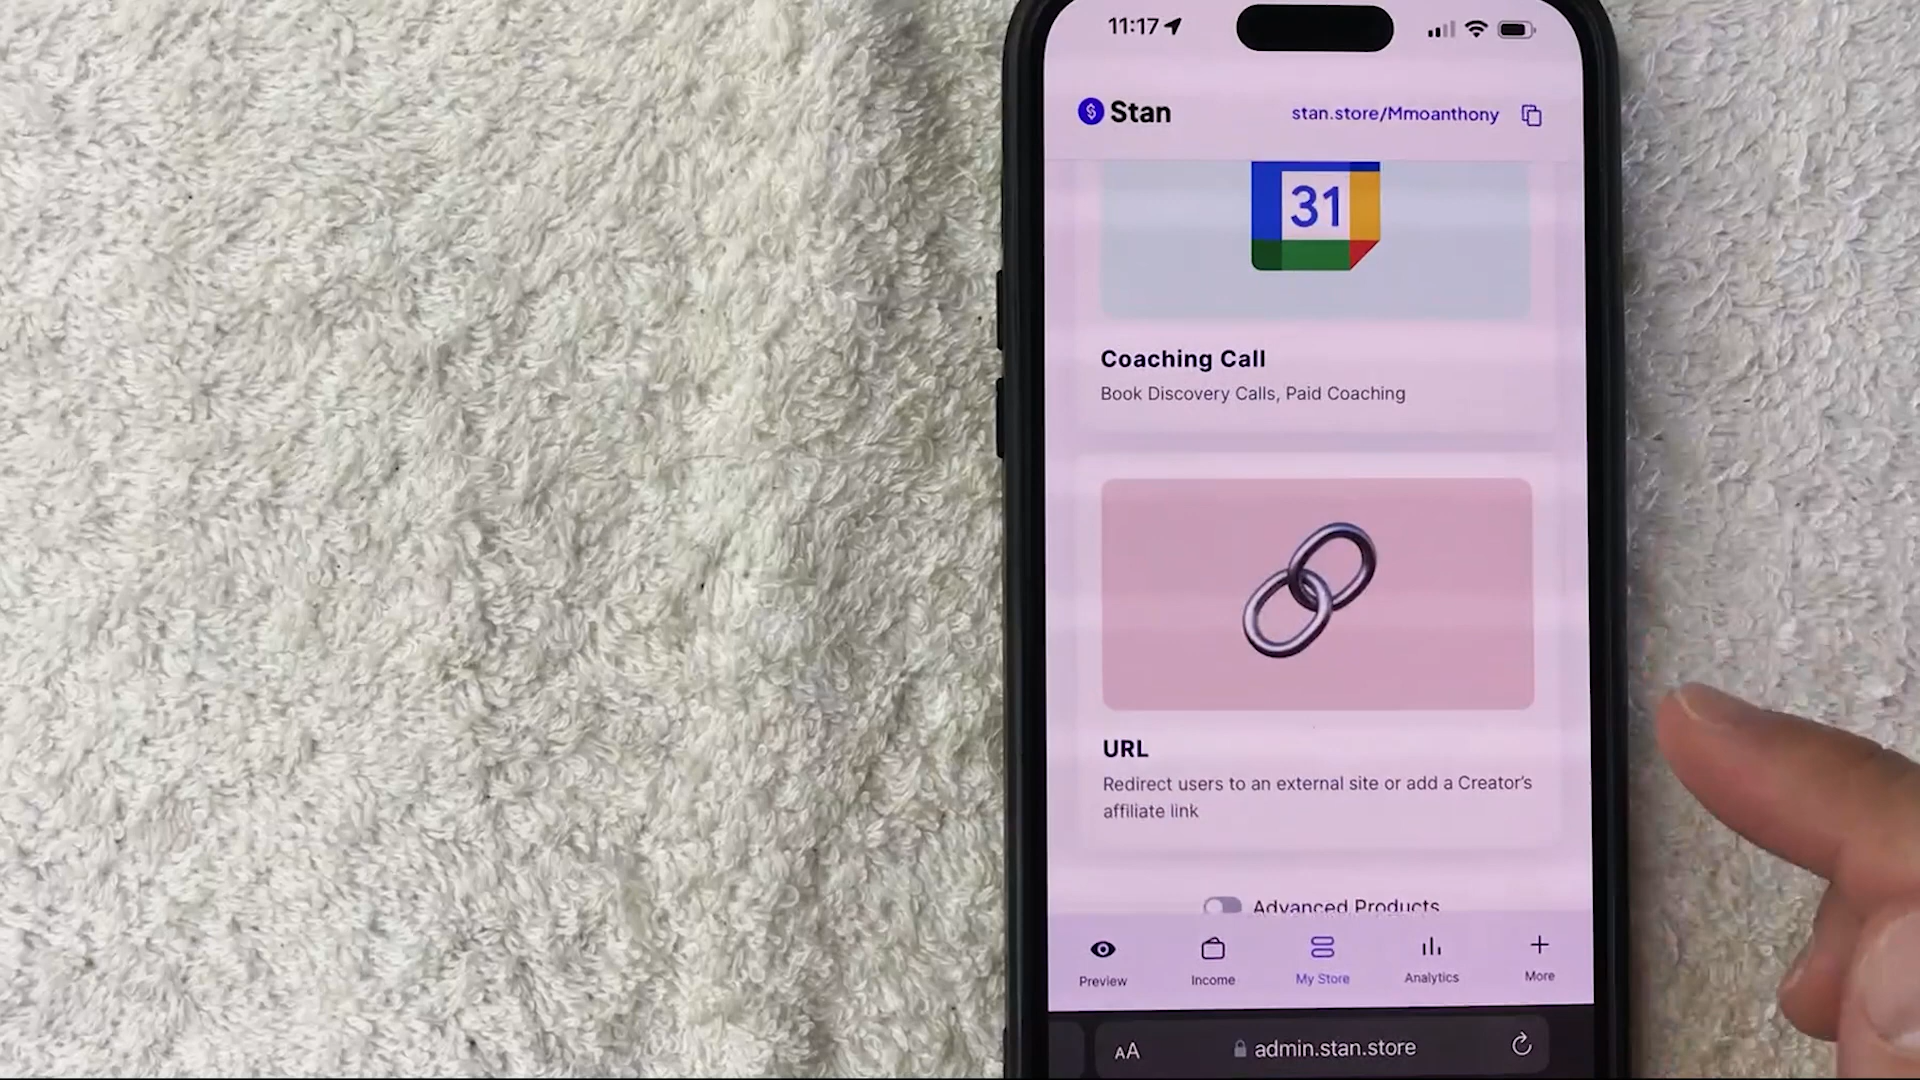 11:17
Stan
stan.store/Mmoanthony
31
Coaching Call
Book Discovery Calls, Paid Coaching
URL
Redirect users to an external site or add a Creator's
affiliate link
Advanced Products
Preview
Income
My Store
Analytics
More
AA
admin.stan.store